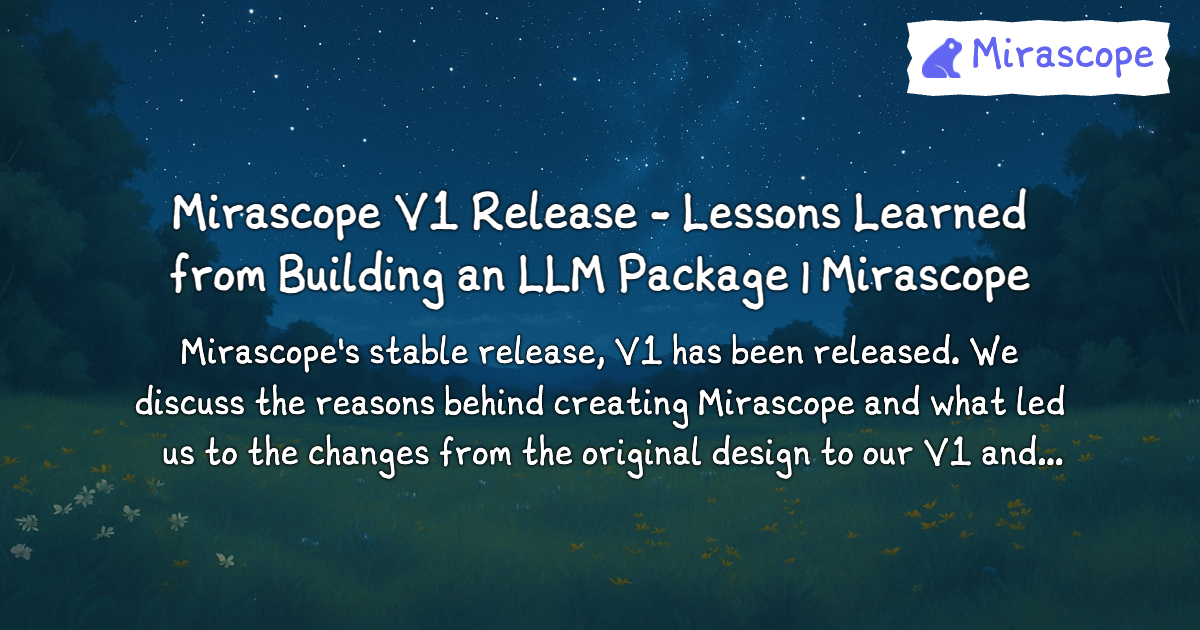 Mirascope
Mirascope V1 Release - Lessons Learned
from Building an LLM Package | Mirascope
Mirascope's stable release, V1 has been released. We
discuss the reasons behind creating Mirascope and what led
us to the changes from the original design to our V1 and...